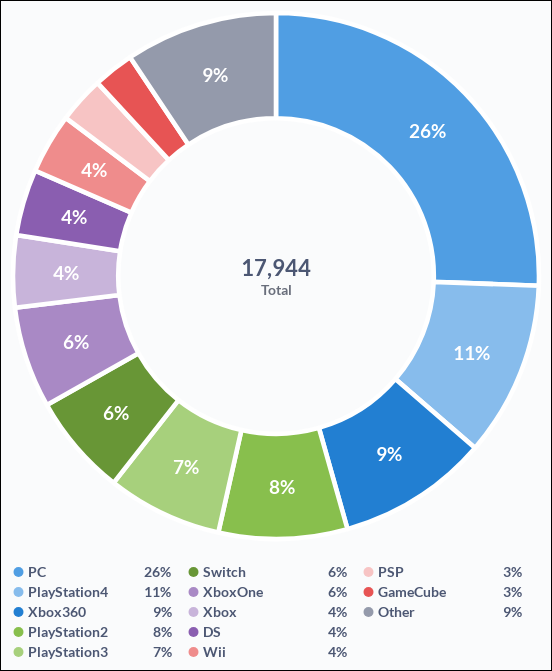 9%
26%
4%
4%
17,944
Total
4%
6%
11%
6%
9%
7%
8%
PC 26%
PlayStation4 11%
Xbox360 9%
PlayStation2 8%
PlayStation3 7%
Switch 6%
XboxOne 6%
Xbox 4%
DS 4%
Wii 4%
PSP 3%
GameCube 3%
Other 9%